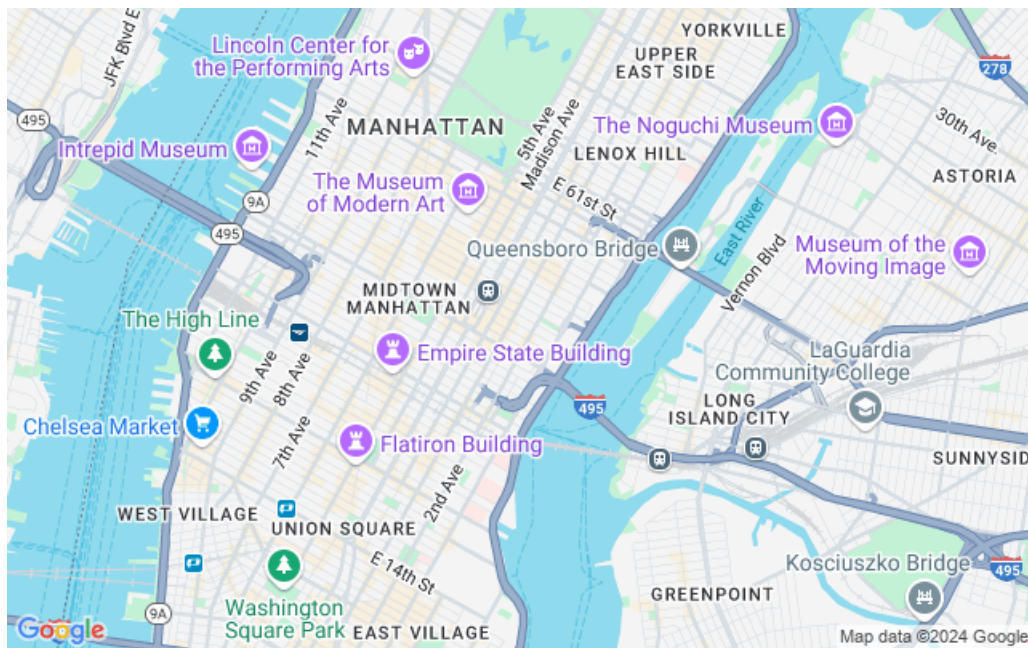 YORKVILLE
Lincoln Center for
the Performing Arts
UPPER
EAST SIDE
JFK Blvd E
278
11th Ave
5th Ave
Madison Ave
30th Ave.
495
MANHATTAN
The Noguchi Museum
Intrepid Museum
LENOX HILL
The Museum
of Modern Art
E 61st St
ASTORIA
9A
495
Queensboro Bridge
East River
Museum of the
Moving Image
Vernon Blvd
MIDTOWN
MANHATTAN
The High Line
Empire State Building
LaGuardia
Community College
9th Ave
8th Ave
495
LONG
ISLAND CITY
Chelsea Market
7th Ave
Flatiron Building
SUNNYSID
2nd Ave
WEST VILLAGE
UNION SQUARE
E 14th St
Kosciuszko Bridge
495
GREENPOINT
9A
Washington
Square Park
EAST VILLAGE
Google
Map data ©2024 Google